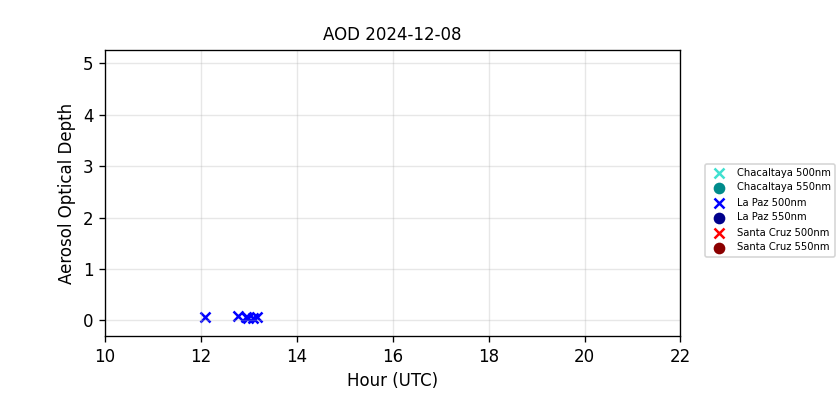 AOD 2024-12-08
Aerosol Optical Depth
5
4
3
2
1
0
10 12 14 16 18 20 22
Hour (UTC)
Chacaltaya 500nm
Chacaltaya 550nm
La Paz 500nm
La Paz 550nm
Santa Cruz 500nm
Santa Cruz 550nm